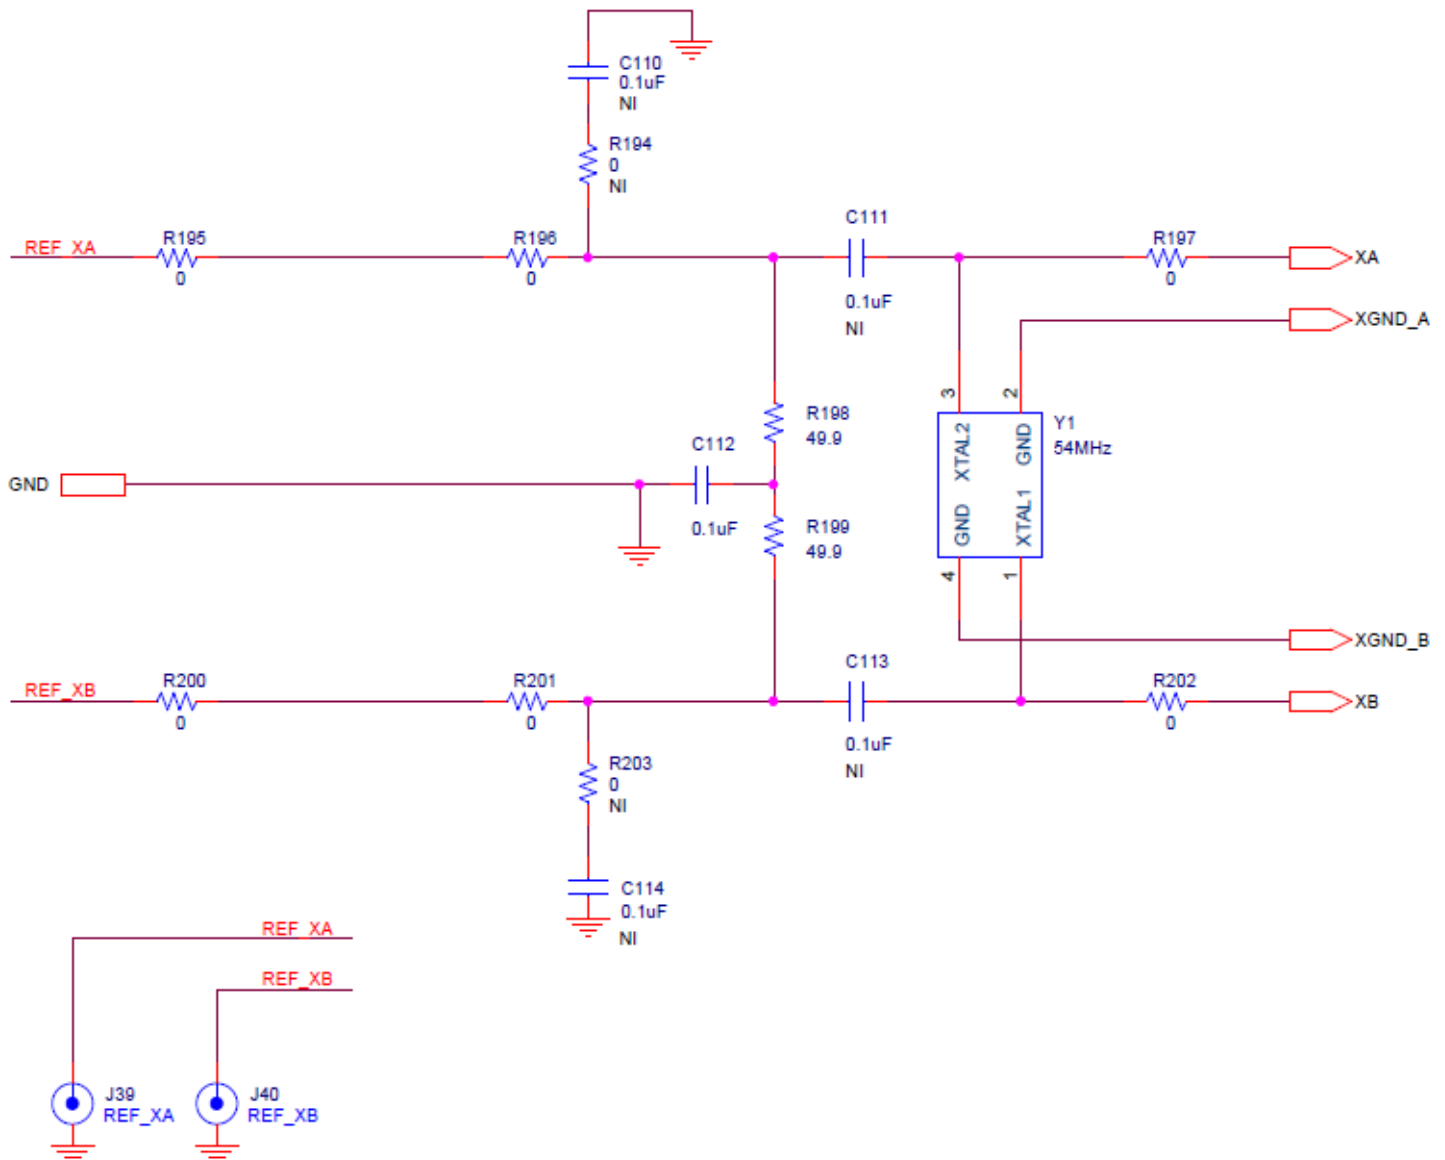 C110
0.1uF
NI
R194
0
NI
REF_XA
R195
0
R196
0
C111
0.1uF
NI
R197
0
XA
XGND_A
3
2
XTAL2
GND
GND
XTAL1
4
1
Y1
54MHz
R198
49.9
C112
0.1uF
GND
R199
49.9
XGND_B
REF_XB
R200
0
R201
0
C113
0.1uF
NI
R202
0
XB
R203
0
NI
C114
0.1uF
NI
REF_XA
REF_XB
J39
REF_XA
J40
REF_XB